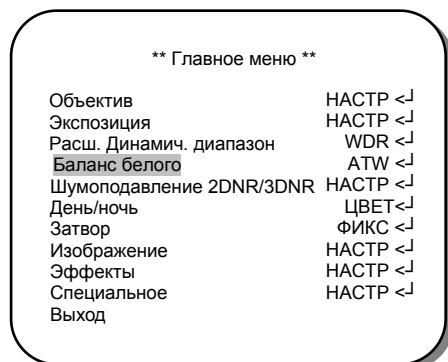 ** Главное меню **
Объектив НАСТР <┘
Экспозиция НАСТР <┘
Расш. Динамич. диапазон WDR <┘
Баланс белого ATW <┘
Шумоподавление 2DNR/3DNR НАСТР <┘
День/ночь ЦВЕТ<┘
Затвор ФИКС <┘
Изображение НАСТР <┘
Эффекты НАСТР <┘
Специальное НАСТР <┘
Выход